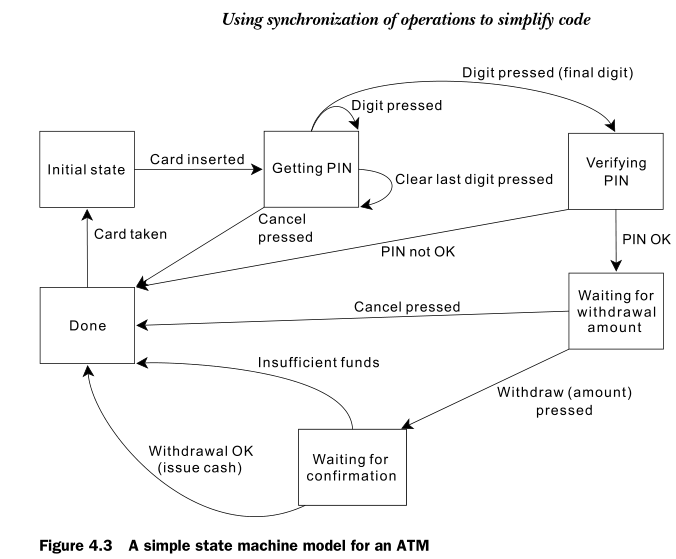 Using synchronization of operations to simplify code
Digit pressed (final digit)
Digit pressed
Initial state
Card inserted
Getting PIN
Clear last digit pressed
Verifying
PIN
Cancel
pressed
Card taken
PIN not OK
PIN OK
Done
Cancel pressed
Waiting for
withdrawal
amount
Insufficient funds
Withdraw (amount)
pressed
Withdrawal OK
(issue cash)
Waiting for
confirmation
Figure 4.3 A simple state machine model for an ATM